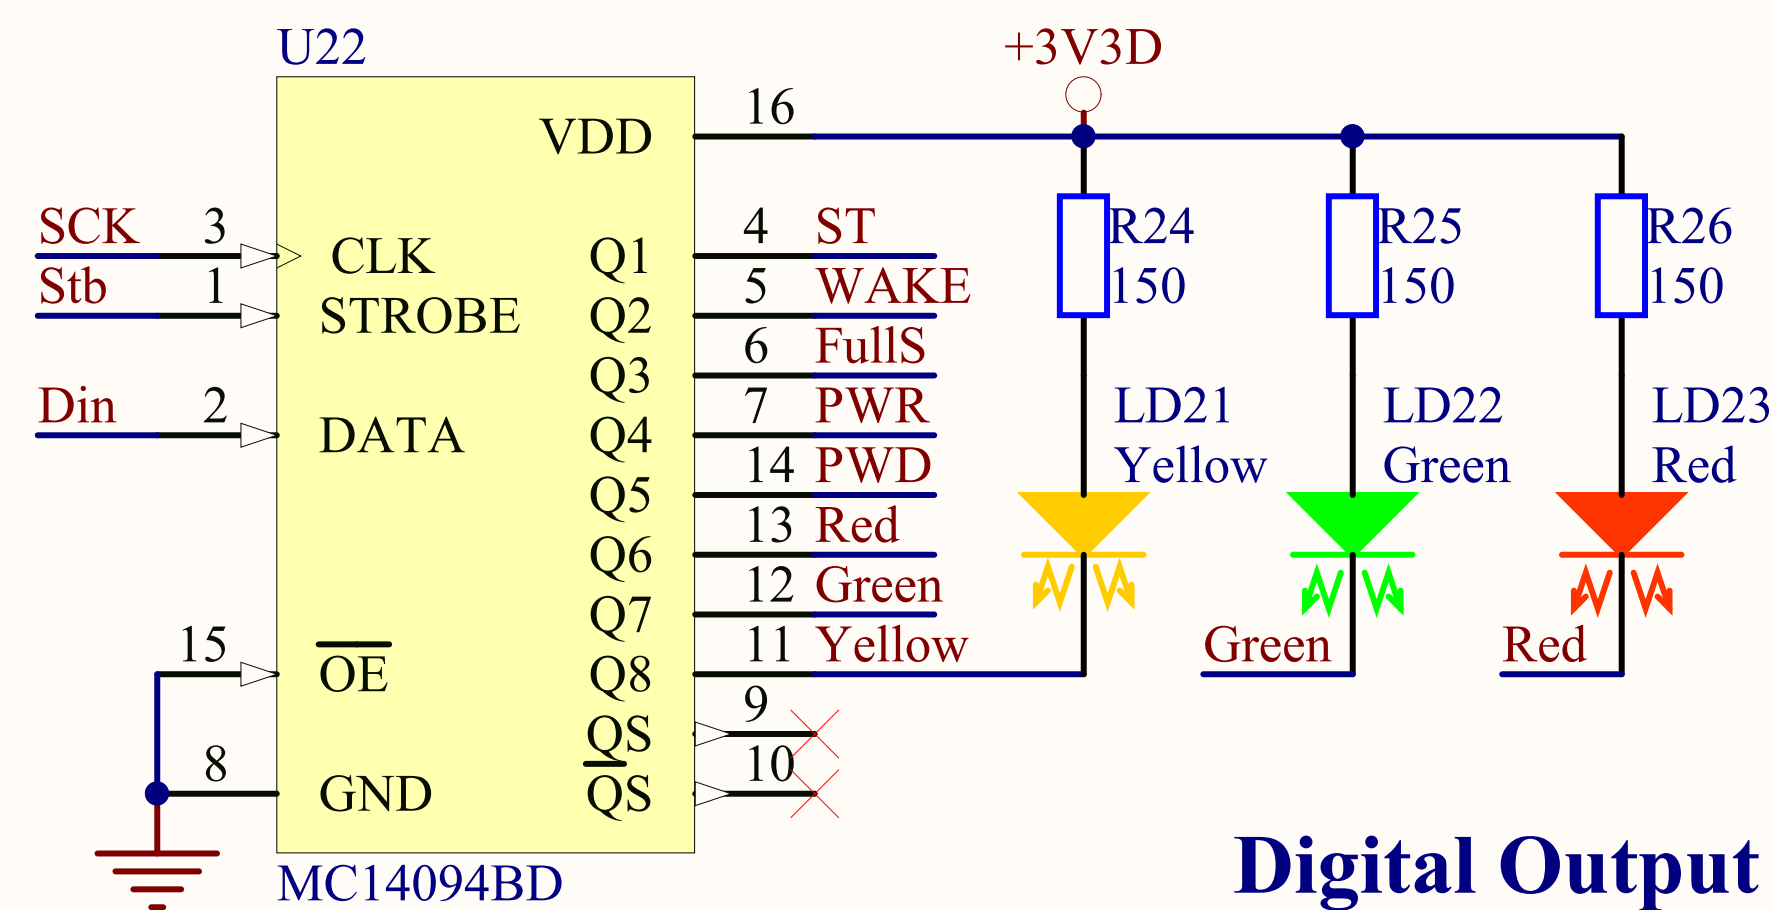 U22
+3V3D
VDD 16
SCK 3 CLK
Q1 4 ST
Stb 1 STROBE
Q2 5 WAKE
Q3 6 FullS
Din 2 DATA
Q4 7 PWR
Q5 14 PWD
Q6 13 Red
Q7 12 Green
15 OE
Q8 11 Yellow
QS 9
8 GND
QS 10
MC14094BD
R24
150
R25
150
R26
150
LD21
Yellow
LD22
Green
LD23
Red
Green
Red
Digital Output